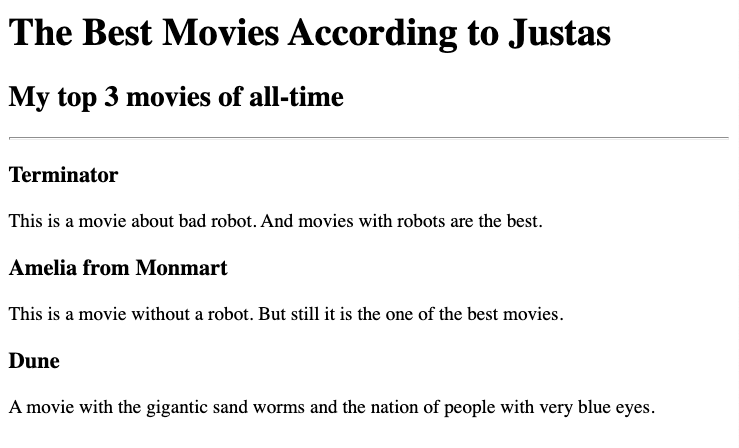 The Best Movies According to Justas
My top 3 movies of all-time
Terminator
This is a movie about bad robot. And movies with robots are the best.
Amelia from Monmart
This is a movie without a robot. But still it is the one of the best movies.
Dune
A movie with the gigantic sand worms and the nation of people with very blue eyes.